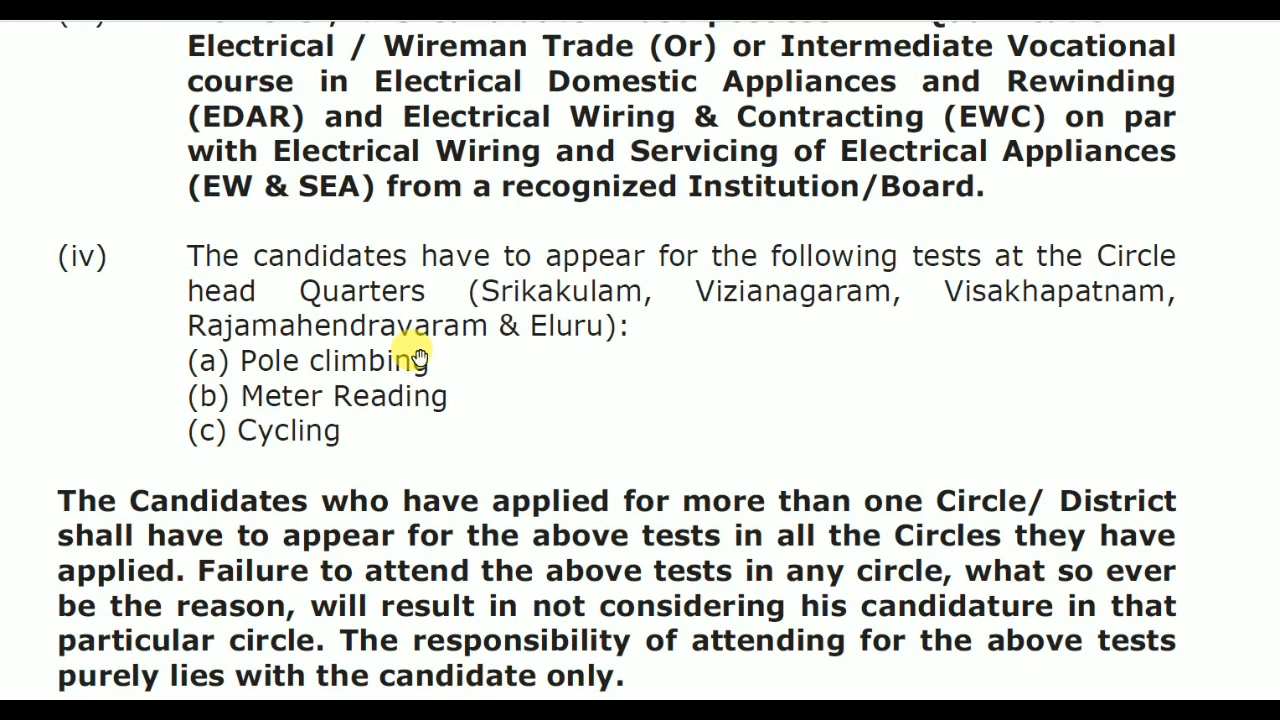 Electrical / Wireman Trade (Or) or Intermediate Vocational
course in Electrical Domestic Appliances and Rewinding
(EDAR) and Electrical Wiring & Contracting (EWC) on par
with Electrical Wiring and Servicing of Electrical Appliances
(EW & SEA) from a recognized Institution/Board.
(iv) The candidates have to appear for the following tests at the Circle
head Quarters (Srikakulam, Vizianagaram, Visakhapatnam,
Rajamahendravaram & Eluru):
(a) Pole climbing
(b) Meter Reading
(c) Cycling
The Candidates who have applied for more than one Circle/ District
shall have to appear for the above tests in all the Circles they have
applied. Failure to attend the above tests in any circle, what so ever
be the reason, will result in not considering his candidature in that
particular circle. The responsibility of attending for the above tests
purely lies with the candidate only.